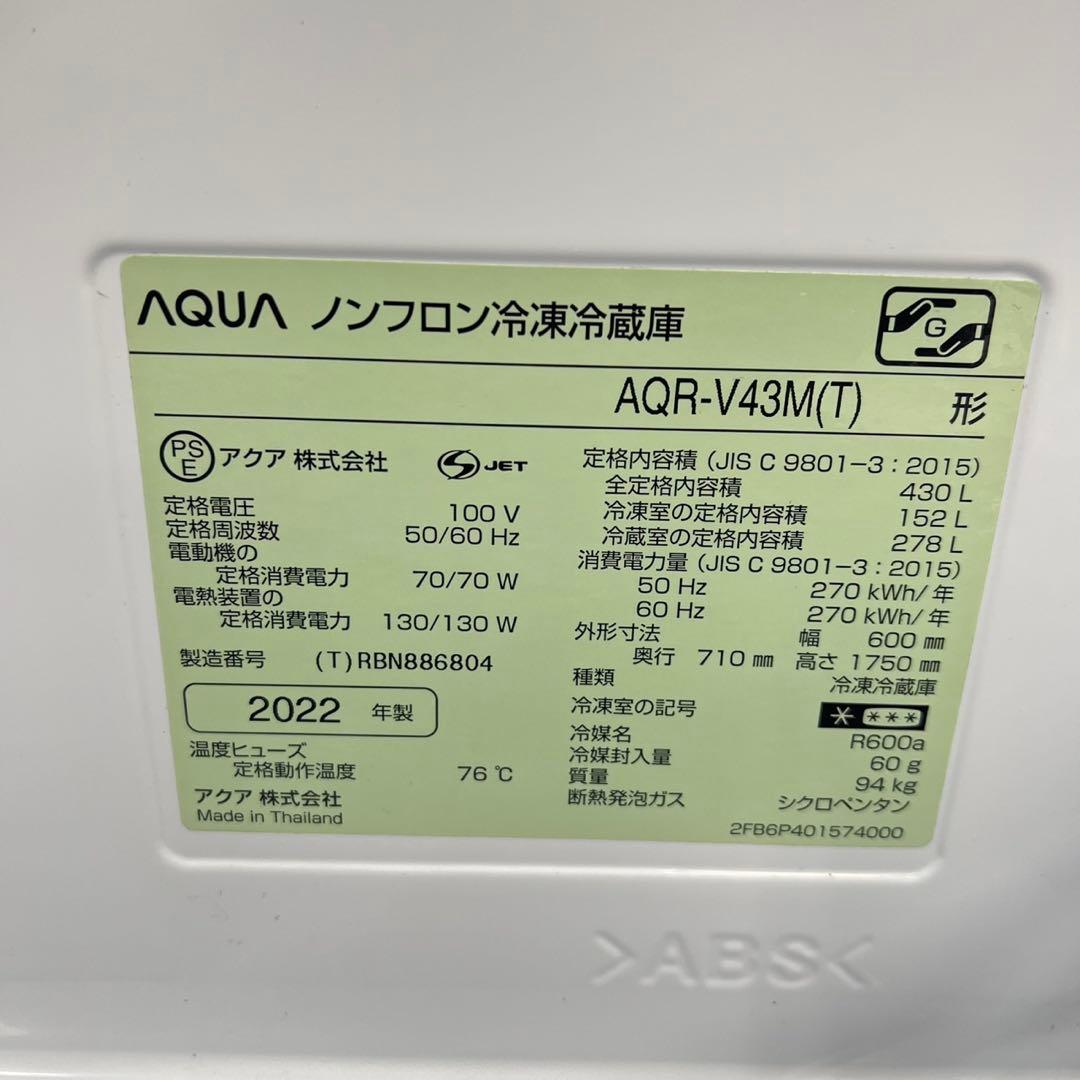 AQUA ノンフロン冷凍冷蔵庫
G
AQR-V43M(T) 形
PSE アクア 株式会社 JET
定格電圧 100 V
定格周波数 50/60 Hz
電動機の
定格消費電力 70/70 W
電熱装置の
定格消費電力 130/130 W
製造番号 (T)RBN886804
2022 年製
温度ヒューズ
定格動作温度 76 ℃
アクア 株式会社
Made in Thailand
定格内容積 (JIS C 9801-3:2015)
全定格内容積 430 L
冷凍室の定格内容積 152 L
冷蔵室の定格内容積 278 L
消費電力量 (JIS C 9801-3:2015)
50 Hz 270 kWh/年
60 Hz 270 kWh/年
外形寸法 幅 600 mm
奥行 710 mm 高さ 1750 mm
種類 冷凍冷蔵庫
冷凍室の記号 * ***
冷媒名 R600a
冷媒封入量 60 g
質量 94 kg
断熱発泡ガス シクロペンタン
2FB6P401574000
>ABS<